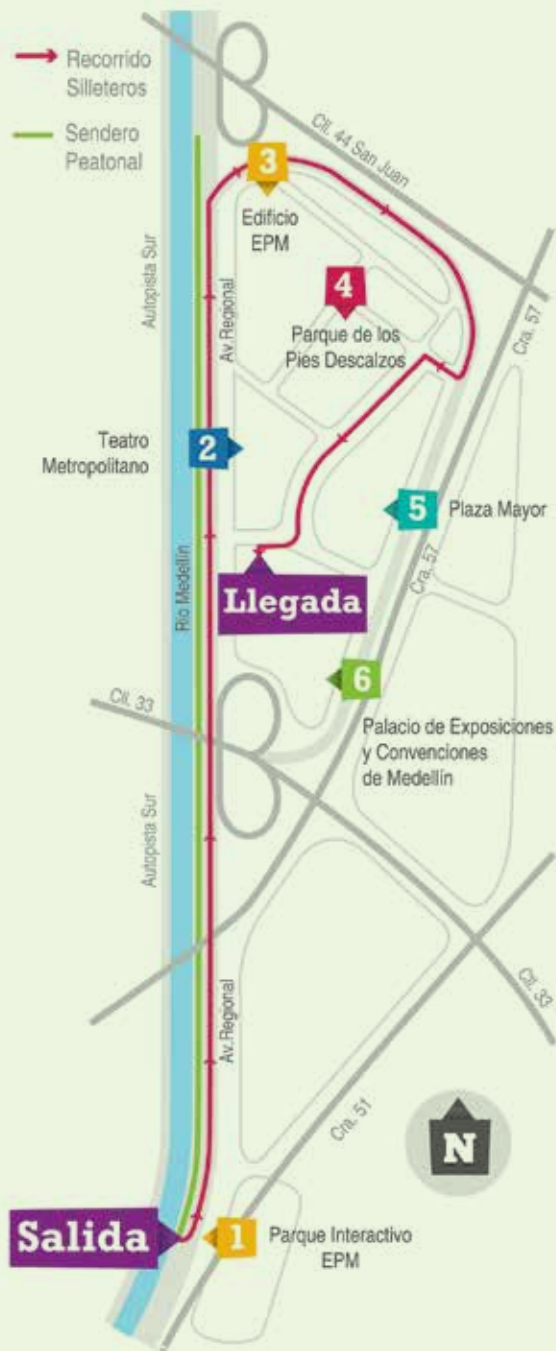 Recorrido
Silleteros
Sendero
Peatonal
Cll. 44 San Juan
3
Edificio
EPM
Autopista Sur
Av.Regional
4
Parque de los
Pies Descalzos
Cra. 57
Teatro
Metropolitano
2
5
Plaza Mayor
Cra. 57
Río Medellín
Llegada
6
Cll. 33
Palacio de Exposiciones
y Convenciones
de Medellín
Autopista Sur
Av.Regional
Cll. 33
Cra. 51
N
Salida
1
Parque Interactivo
EPM